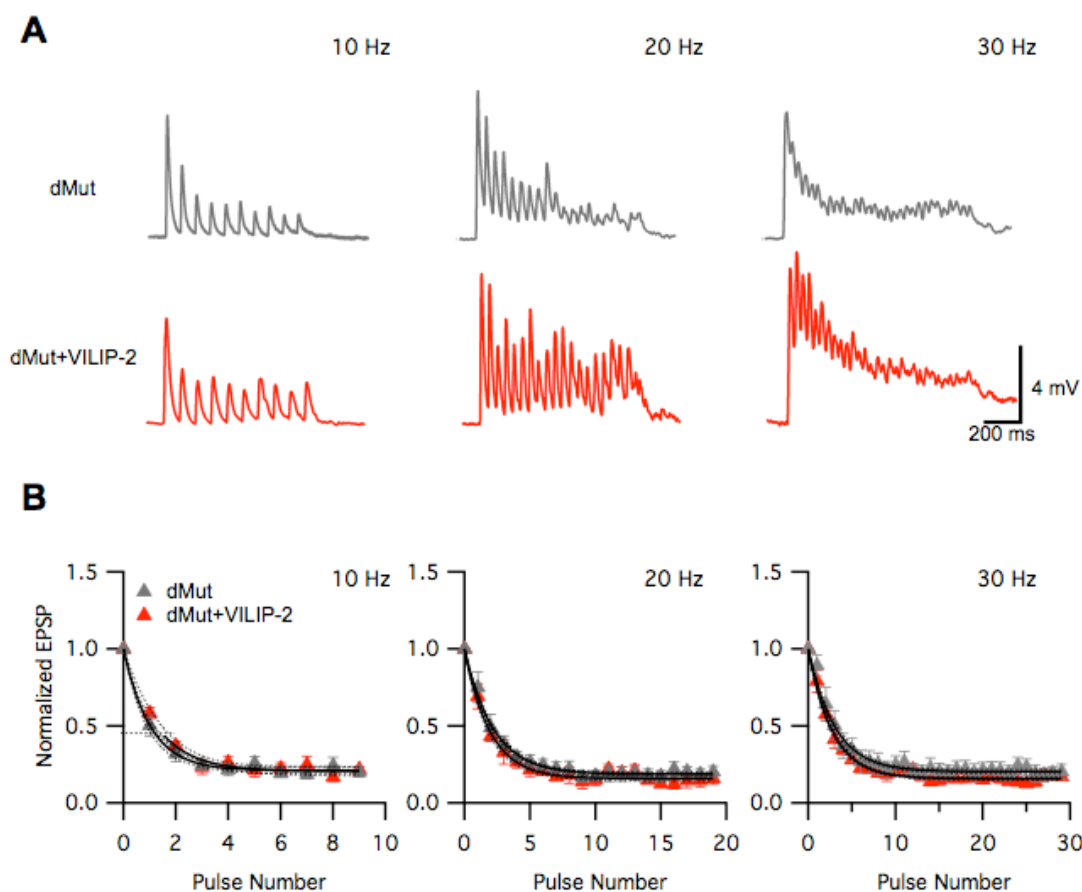 A
10 Hz 20 Hz 30 Hz
dMut
dMut+VILIP-2
4 mV
200 ms
B
10 Hz 20 Hz 30 Hz
dMut
dMut+VILIP-2
Normalized EPSP
1.5 1.5 1.5
1.0 1.0 1.0
0.5 0.5 0.5
0.0 0.0 0.0
0 2 4 6 8 10 0 5 10 15 20 0 10 20 30
Pulse Number Pulse Number Pulse Number